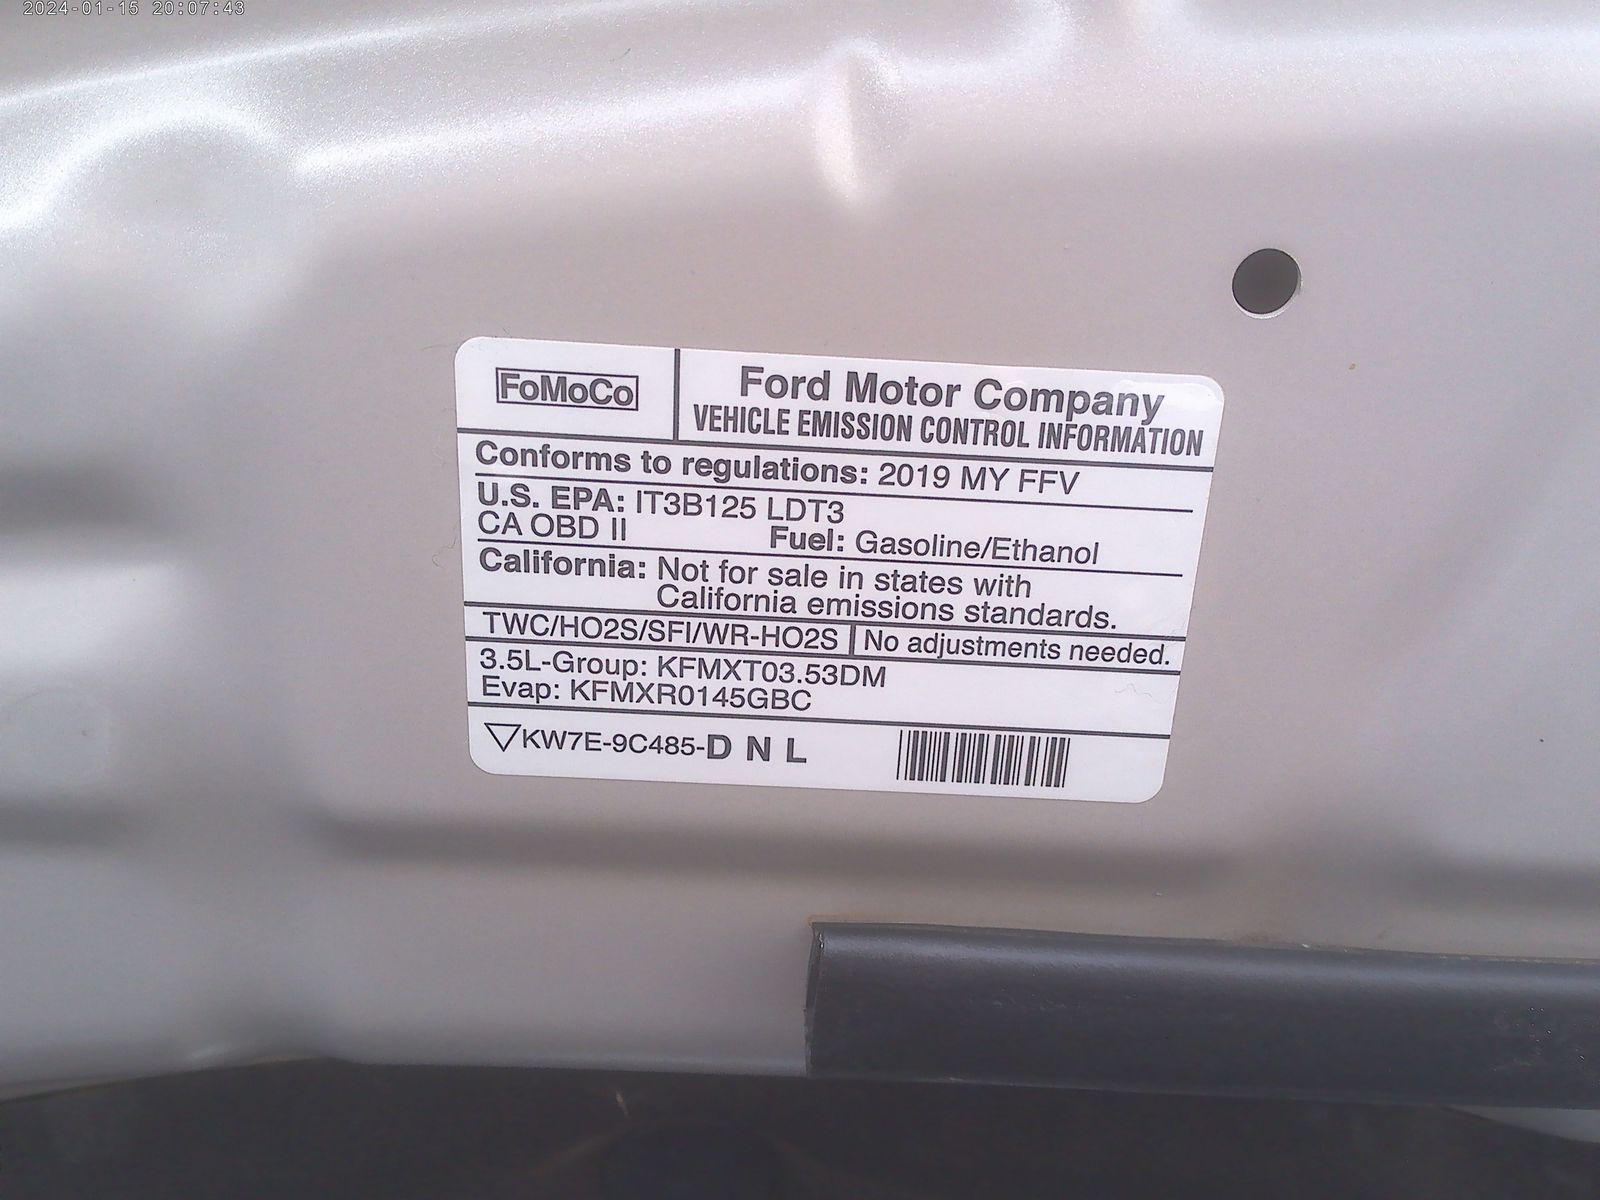 2024-01-15 20:07:43
FoMoCo
Ford Motor Company
VEHICLE EMISSION CONTROL INFORMATION
Conforms to regulations: 2019 MY FFV
U.S. EPA: IT3B125 LDT3
CA OBD II Fuel: Gasoline/Ethanol
California: Not for sale in states with
California emissions standards.
TWC/HO2S/SFI/WR-HO2S No adjustments needed.
3.5L-Group: KFMXT03.53DM
Evap: KFMXR0145GBC
KW7E-9C485-D N L